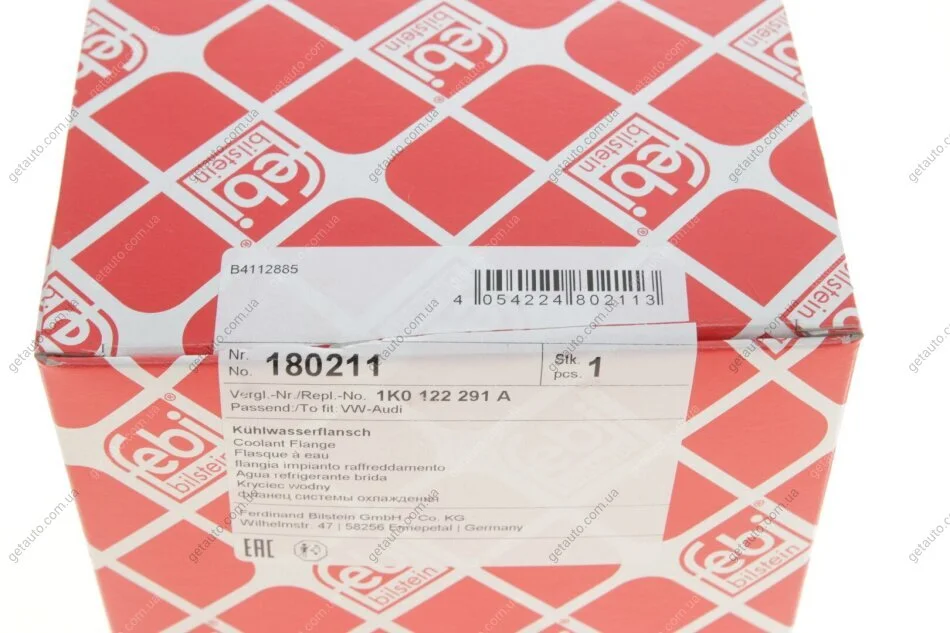 febi
bilstein
B4112885
4 054224 802113
Nr.
No. 180211
Stk.
pcs. 1
Vergl.-Nr./Repl.-No. 1K0 122 291 A
Passend:/To fit: VW-Audi
Kühlwasserflansch
Coolant Flange
Flasque à eau
flangia impianto raffreddamento
Agua refrigerante brida
Kryciec wodny
фланец системы охлаждения
Ferdinand Bilstein GmbH + Co. KG
Wilhelmstr. 47 | 58256 Ennepetal | Germany
EAC
getauto.com.ua